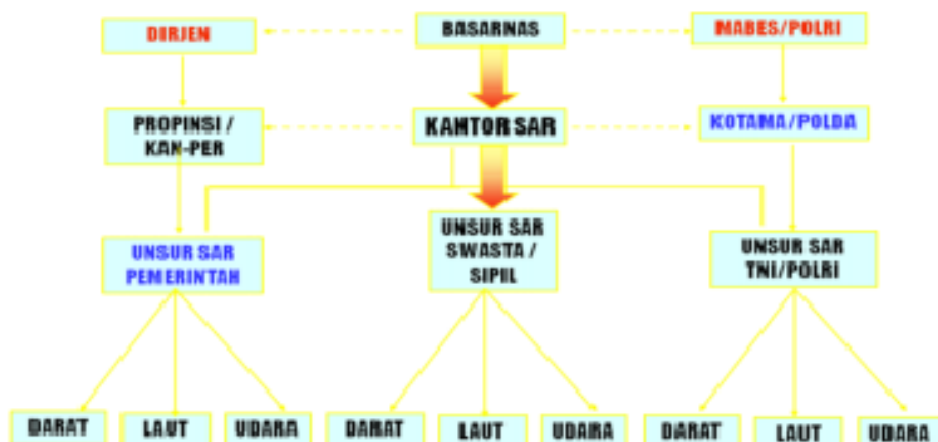 DIRJEN
BASARNAS
MABES/POLRI
PROPINSI /
KAN-PER
KANTOR SAR
KOTAMA/POLDA
UNSUR SAR
PEMERINTAH
UNSUR SAR
SWASTA /
SIPIL
UNSUR SAR
TNI/POLRI
DARAT
LAUT
UDARA
DARAT
LAUT
UDARA
DARAT
LAUT
UDARA